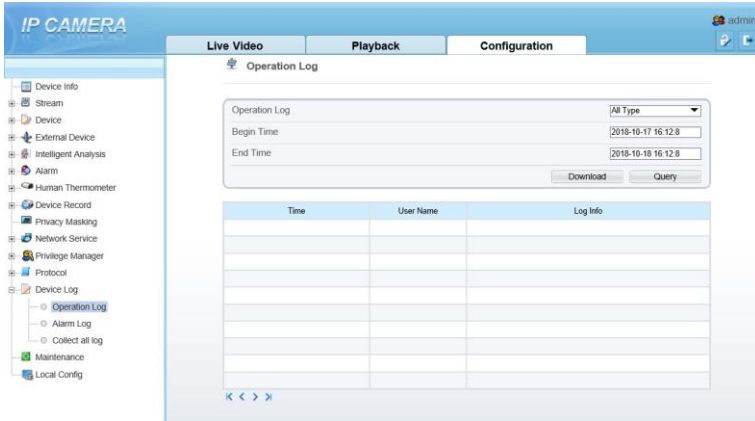 IP CAMERA
admin
Live Video Playback Configuration
Operation Log
Device Info
Stream
Device
External Device
Intelligent Analysis
Alarm
Human Thermometer
Device Record
Privacy Masking
Network Service
Privilege Manager
Protocol
Device Log
Operation Log
Alarm Log
Collect all log
Maintenance
Local Config
Operation Log All Type
Begin Time 2018-10-17 16:12:8
End Time 2018-10-18 16:12:8
Download Query
Time User Name Log Info